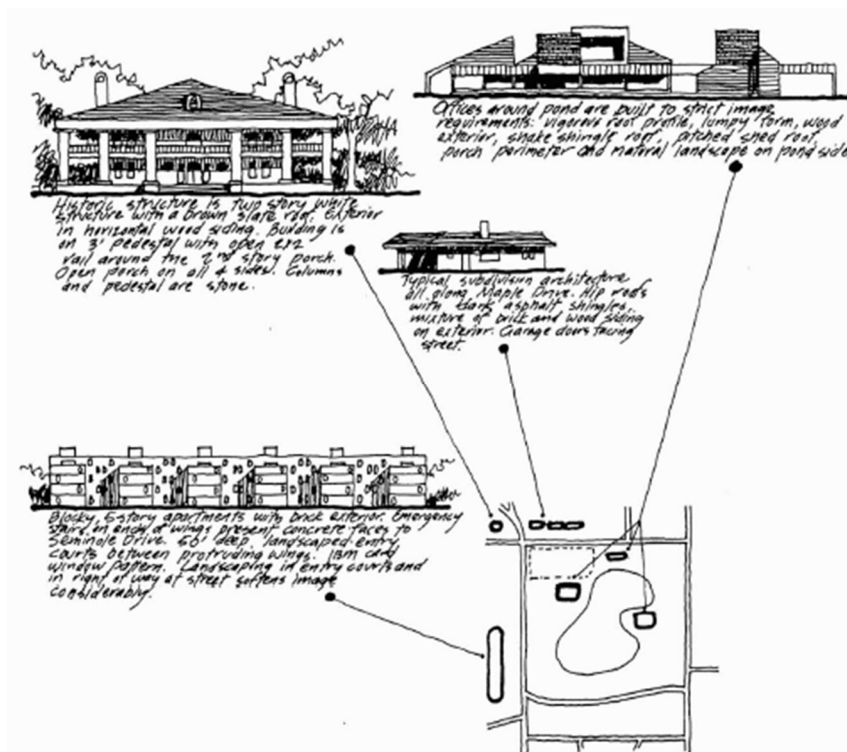 Historic structure is two story white
structure with a brown slate roof. Exterior
in horizontal wood siding. Building is
on 3' pedestal with open
rail around the 2nd story porch.
Open porch on all 4 sides. Columns
and pedestal are stone.
Offices around pond are built to strict image
requirements: vigorous roof profile, lumpy form, wood
exterior, shake shingle roof, pitched shed roof,
porch perimeter and natural landscape on pond side
Typical subdivision architecture
all along Maple Drive. Hip roofs
with dark asphalt shingles,
mixture of brick and wood siding
on exterior. Garage doors facing
street.
Blocky, 5 story apartments with brick exterior. Emergency
stairs on ends of wings present concrete faces to
Seminole Drive. 60' deep landscaped entry
courts between protruding wings. IBM card
window pattern. Landscaping in entry courts and
in right of way at street softens image
considerably.